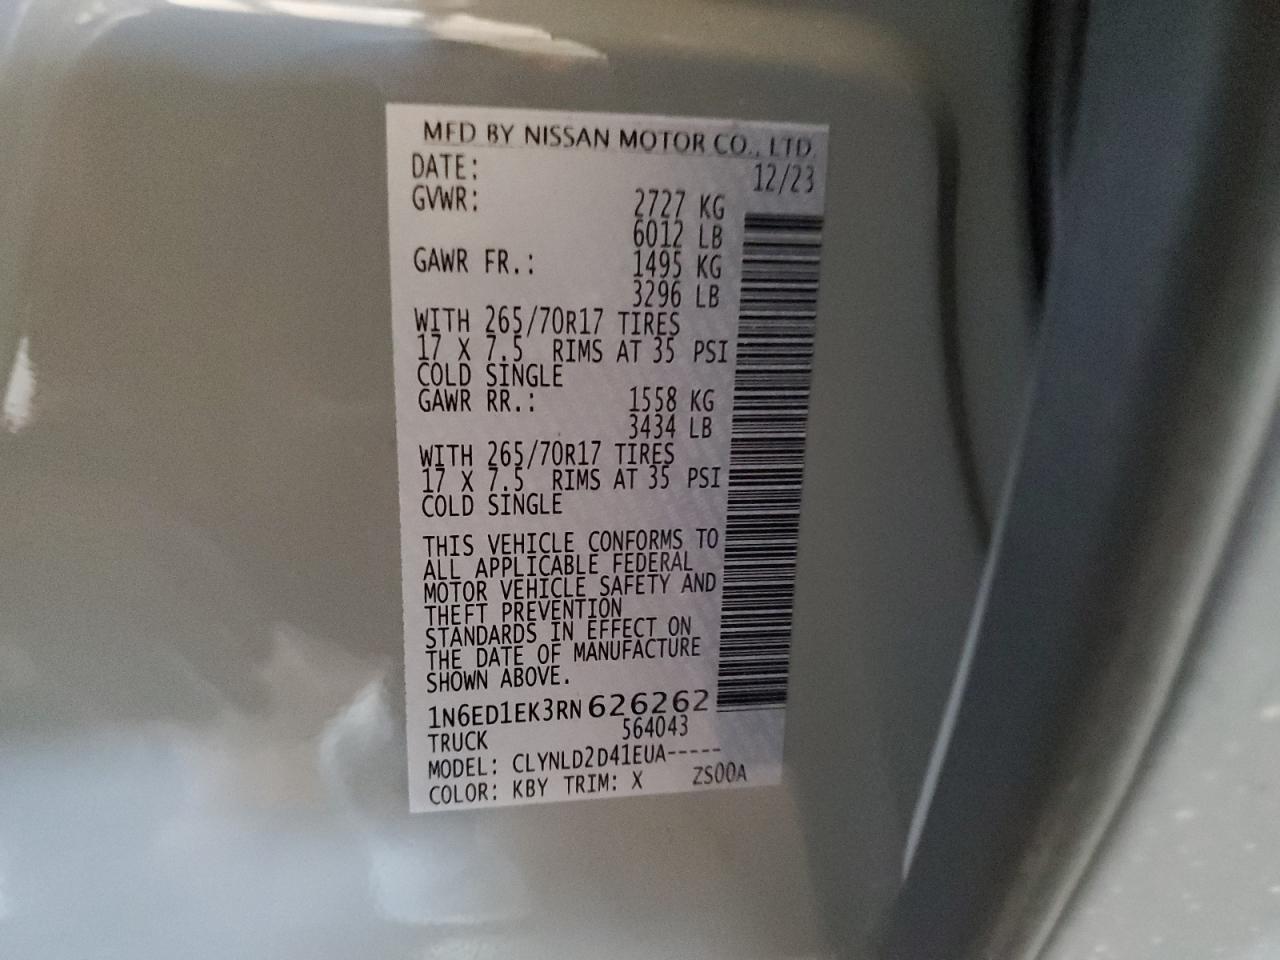 MFD BY NISSAN MOTOR CO., LTD.
DATE: 12/23
GVWR: 2727 KG
6012 LB
GAWR FR.: 1495 KG
3296 LB
WITH 265/70R17 TIRES
17 X 7.5 RIMS AT 35 PSI
COLD SINGLE
GAWR RR.: 1558 KG
3434 LB
WITH 265/70R17 TIRES
17 X 7.5 RIMS AT 35 PSI
COLD SINGLE
THIS VEHICLE CONFORMS TO
ALL APPLICABLE FEDERAL
MOTOR VEHICLE SAFETY AND
THEFT PREVENTION
STANDARDS IN EFFECT ON
THE DATE OF MANUFACTURE
SHOWN ABOVE.
1N6ED1EK3RN626262
TRUCK 564043
MODEL: CLYNLD2D41EUA-----
COLOR: KBY TRIM: X ZS00A